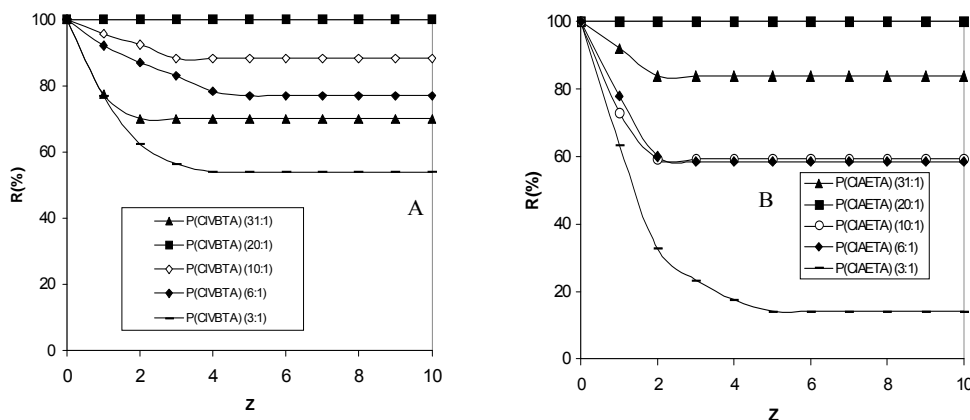 100
80
60
40
20
0
R(%)
A
P(ClVBTA) (31:1)
P(ClVBTA) (20:1)
P(ClVBTA) (10:1)
P(ClVBTA) (6:1)
P(ClVBTA) (3:1)
0 2 4 6 8 10
Z
100
80
60
40
20
0
R(%)
B
P(ClAETA) (31:1)
P(ClAETA) (20:1)
P(ClAETA) (10:1)
P(ClAETA) (6:1)
P(ClAETA) (3:1)
0 2 4 6 8 10
Z